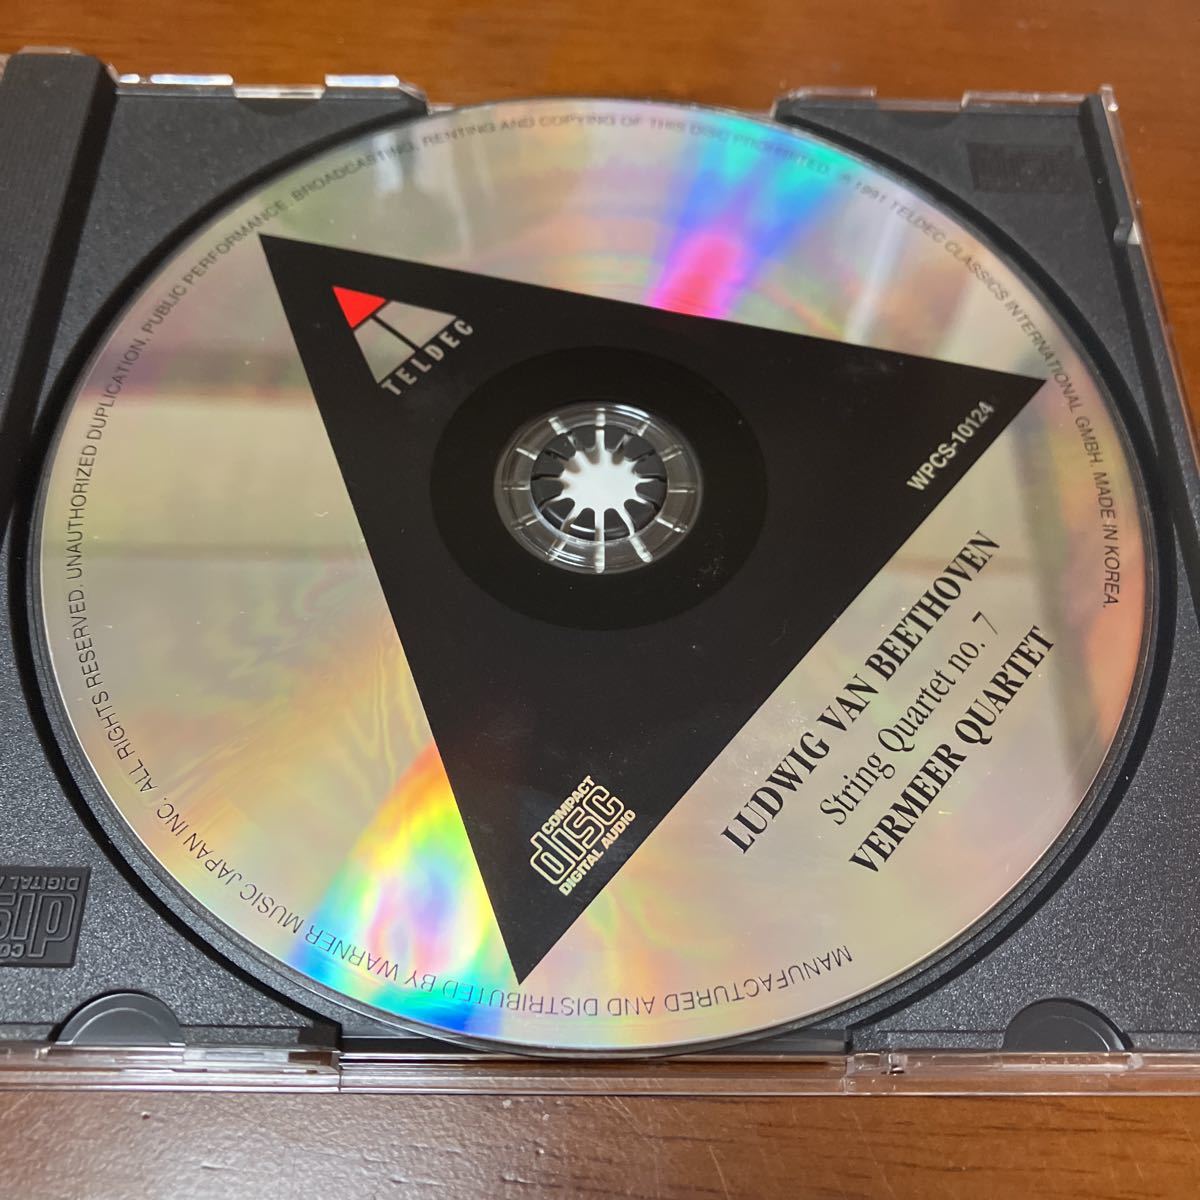 TELDEC
WPCS-10124
LUDWIG VAN BEETHOVEN
String Quartet no. 7
VERMEER QUARTET
COMPACT
disc
DIGITAL AUDIO
MANUFACTURED AND DISTRIBUTED BY WARNER MUSIC JAPAN INC. ALL RIGHTS RESERVED. UNAUTHORIZED DUPLICATION. PUBLIC PERFORMANCE. BROADCASTING. RENTING AND COPYING OF THIS DISC PROHIBITED. ℗ 1991 TELDEC CLASSICS INTERNATIONAL GMBH. MADE IN KOREA.